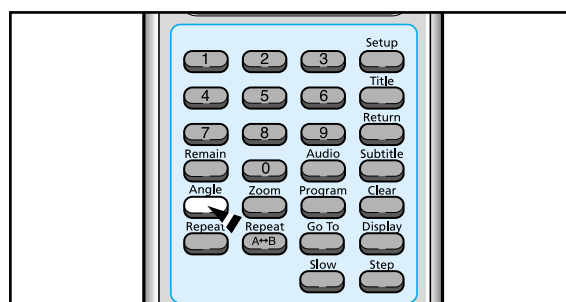 Setup
1 2 3
Title
4 5 6
Return
7 8 9
Remain Audio Subtitle
0
Angle Zoom Program Clear
Repeat Repeat Go To Display
A↔B
Slow Step